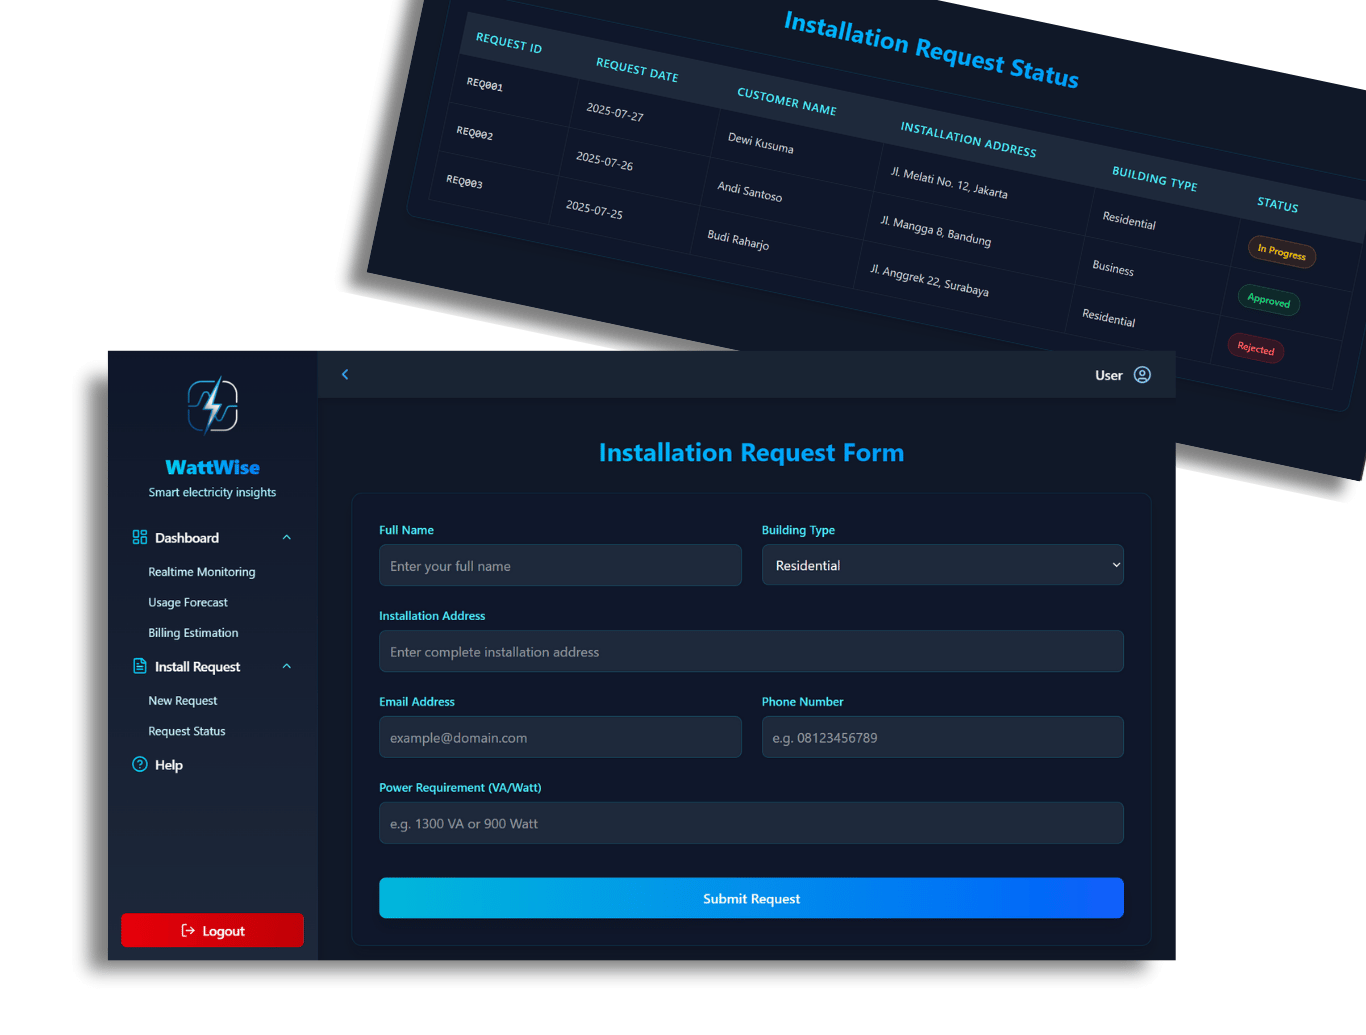 Installation Request Status
REQUEST ID REQUEST DATE CUSTOMER NAME INSTALLATION ADDRESS BUILDING TYPE STATUS
REQ001 2025-07-27 Dewi Kusuma Jl. Melati No. 12, Jakarta Residential In Progress
REQ002 2025-07-26 Andi Santoso Jl. Mangga 8, Bandung Business Approved
REQ003 2025-07-25 Budi Raharjo Jl. Anggrek 22, Surabaya Residential Rejected
User
WattWise
Smart electricity insights
Dashboard
Realtime Monitoring
Usage Forecast
Billing Estimation
Install Request
New Request
Request Status
Help
Logout
Installation Request Form
Full Name Building Type
Enter your full name Residential
Installation Address
Enter complete installation address
Email Address Phone Number
example@domain.com e.g. 08123456789
Power Requirement (VA/Watt)
e.g. 1300 VA or 900 Watt
Submit Request